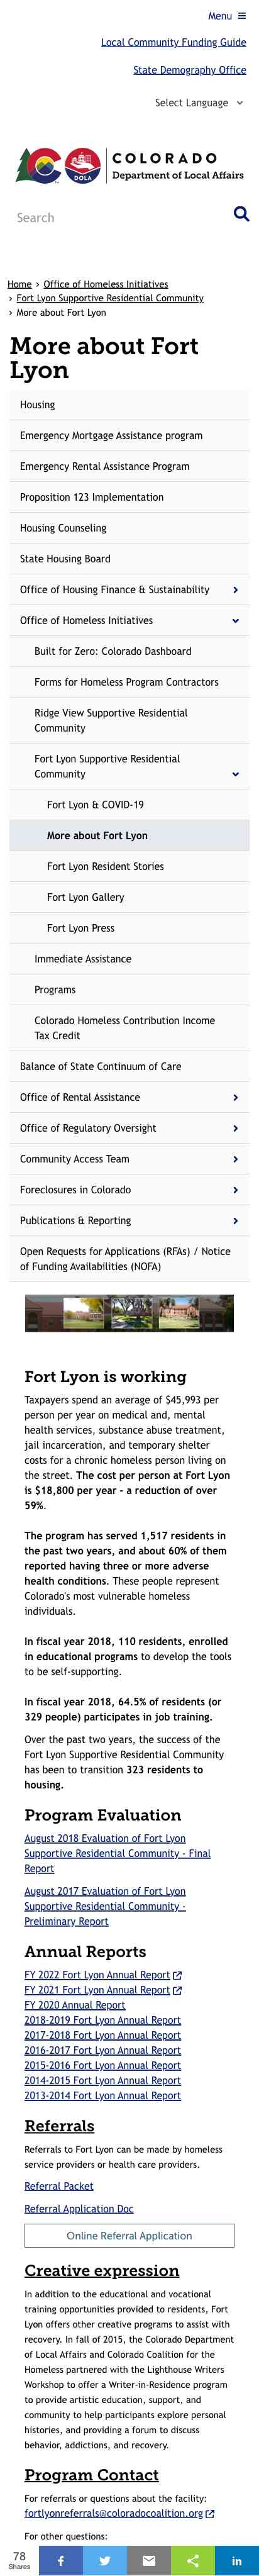 Menu
Local Community Funding Guide
State Demography Office
Select Language
DOLA
COLORADO
Department of Local Affairs
Search
Home › Office of Homeless Initiatives
› Fort Lyon Supportive Residential Community
› More about Fort Lyon
More about Fort
Lyon
Housing
Emergency Mortgage Assistance program
Emergency Rental Assistance Program
Proposition 123 Implementation
Housing Counseling
State Housing Board
Office of Housing Finance & Sustainability
Office of Homeless Initiatives
Built for Zero: Colorado Dashboard
Forms for Homeless Program Contractors
Ridge View Supportive Residential
Community
Fort Lyon Supportive Residential
Community
Fort Lyon & COVID-19
More about Fort Lyon
Fort Lyon Resident Stories
Fort Lyon Gallery
Fort Lyon Press
Immediate Assistance
Programs
Colorado Homeless Contribution Income
Tax Credit
Balance of State Continuum of Care
Office of Rental Assistance
Office of Regulatory Oversight
Community Access Team
Foreclosures in Colorado
Publications & Reporting
Open Requests for Applications (RFAs) / Notice
of Funding Availabilities (NOFA)
Fort Lyon is working
Taxpayers spend an average of $45,993 per
person per year on medical and, mental
health services, substance abuse treatment,
jail incarceration, and temporary shelter
costs for a chronic homeless person living on
the street. The cost per person at Fort Lyon
is $18,800 per year – a reduction of over
59%.
The program has served 1,517 residents in
the past two years, and about 60% of them
reported having three or more adverse
health conditions. These people represent
Colorado's most vulnerable homeless
individuals.
In fiscal year 2018, 110 residents, enrolled
in educational programs to develop the tools
to be self-supporting.
In fiscal year 2018, 64.5% of residents (or
329 people) participates in job training.
Over the past two years, the success of the
Fort Lyon Supportive Residential Community
has been to transition 323 residents to
housing.
Program Evaluation
August 2018 Evaluation of Fort Lyon
Supportive Residential Community - Final
Report
August 2017 Evaluation of Fort Lyon
Supportive Residential Community -
Preliminary Report
Annual Reports
FY 2022 Fort Lyon Annual Report
FY 2021 Fort Lyon Annual Report
FY 2020 Annual Report
2018-2019 Fort Lyon Annual Report
2017-2018 Fort Lyon Annual Report
2016-2017 Fort Lyon Annual Report
2015-2016 Fort Lyon Annual Report
2014-2015 Fort Lyon Annual Report
2013-2014 Fort Lyon Annual Report
Referrals
Referrals to Fort Lyon can be made by homeless
service providers or health care providers.
Referral Packet
Referral Application Doc
Online Referral Application
Creative expression
In addition to the educational and vocational
training opportunities provided to residents, Fort
Lyon offers other creative programs to assist with
recovery. In fall of 2015, the Colorado Department
of Local Affairs and Colorado Coalition for the
Homeless partnered with the Lighthouse Writers
Workshop to offer a Writer-in-Residence program
to provide artistic education, support, and
community to help participants explore personal
histories, and providing a forum to discuss
behavior, addictions, and recovery.
Program Contact
For referrals or questions about the facility:
fortlyonreferrals@coloradocoalition.org
For other questions:
78
Shares